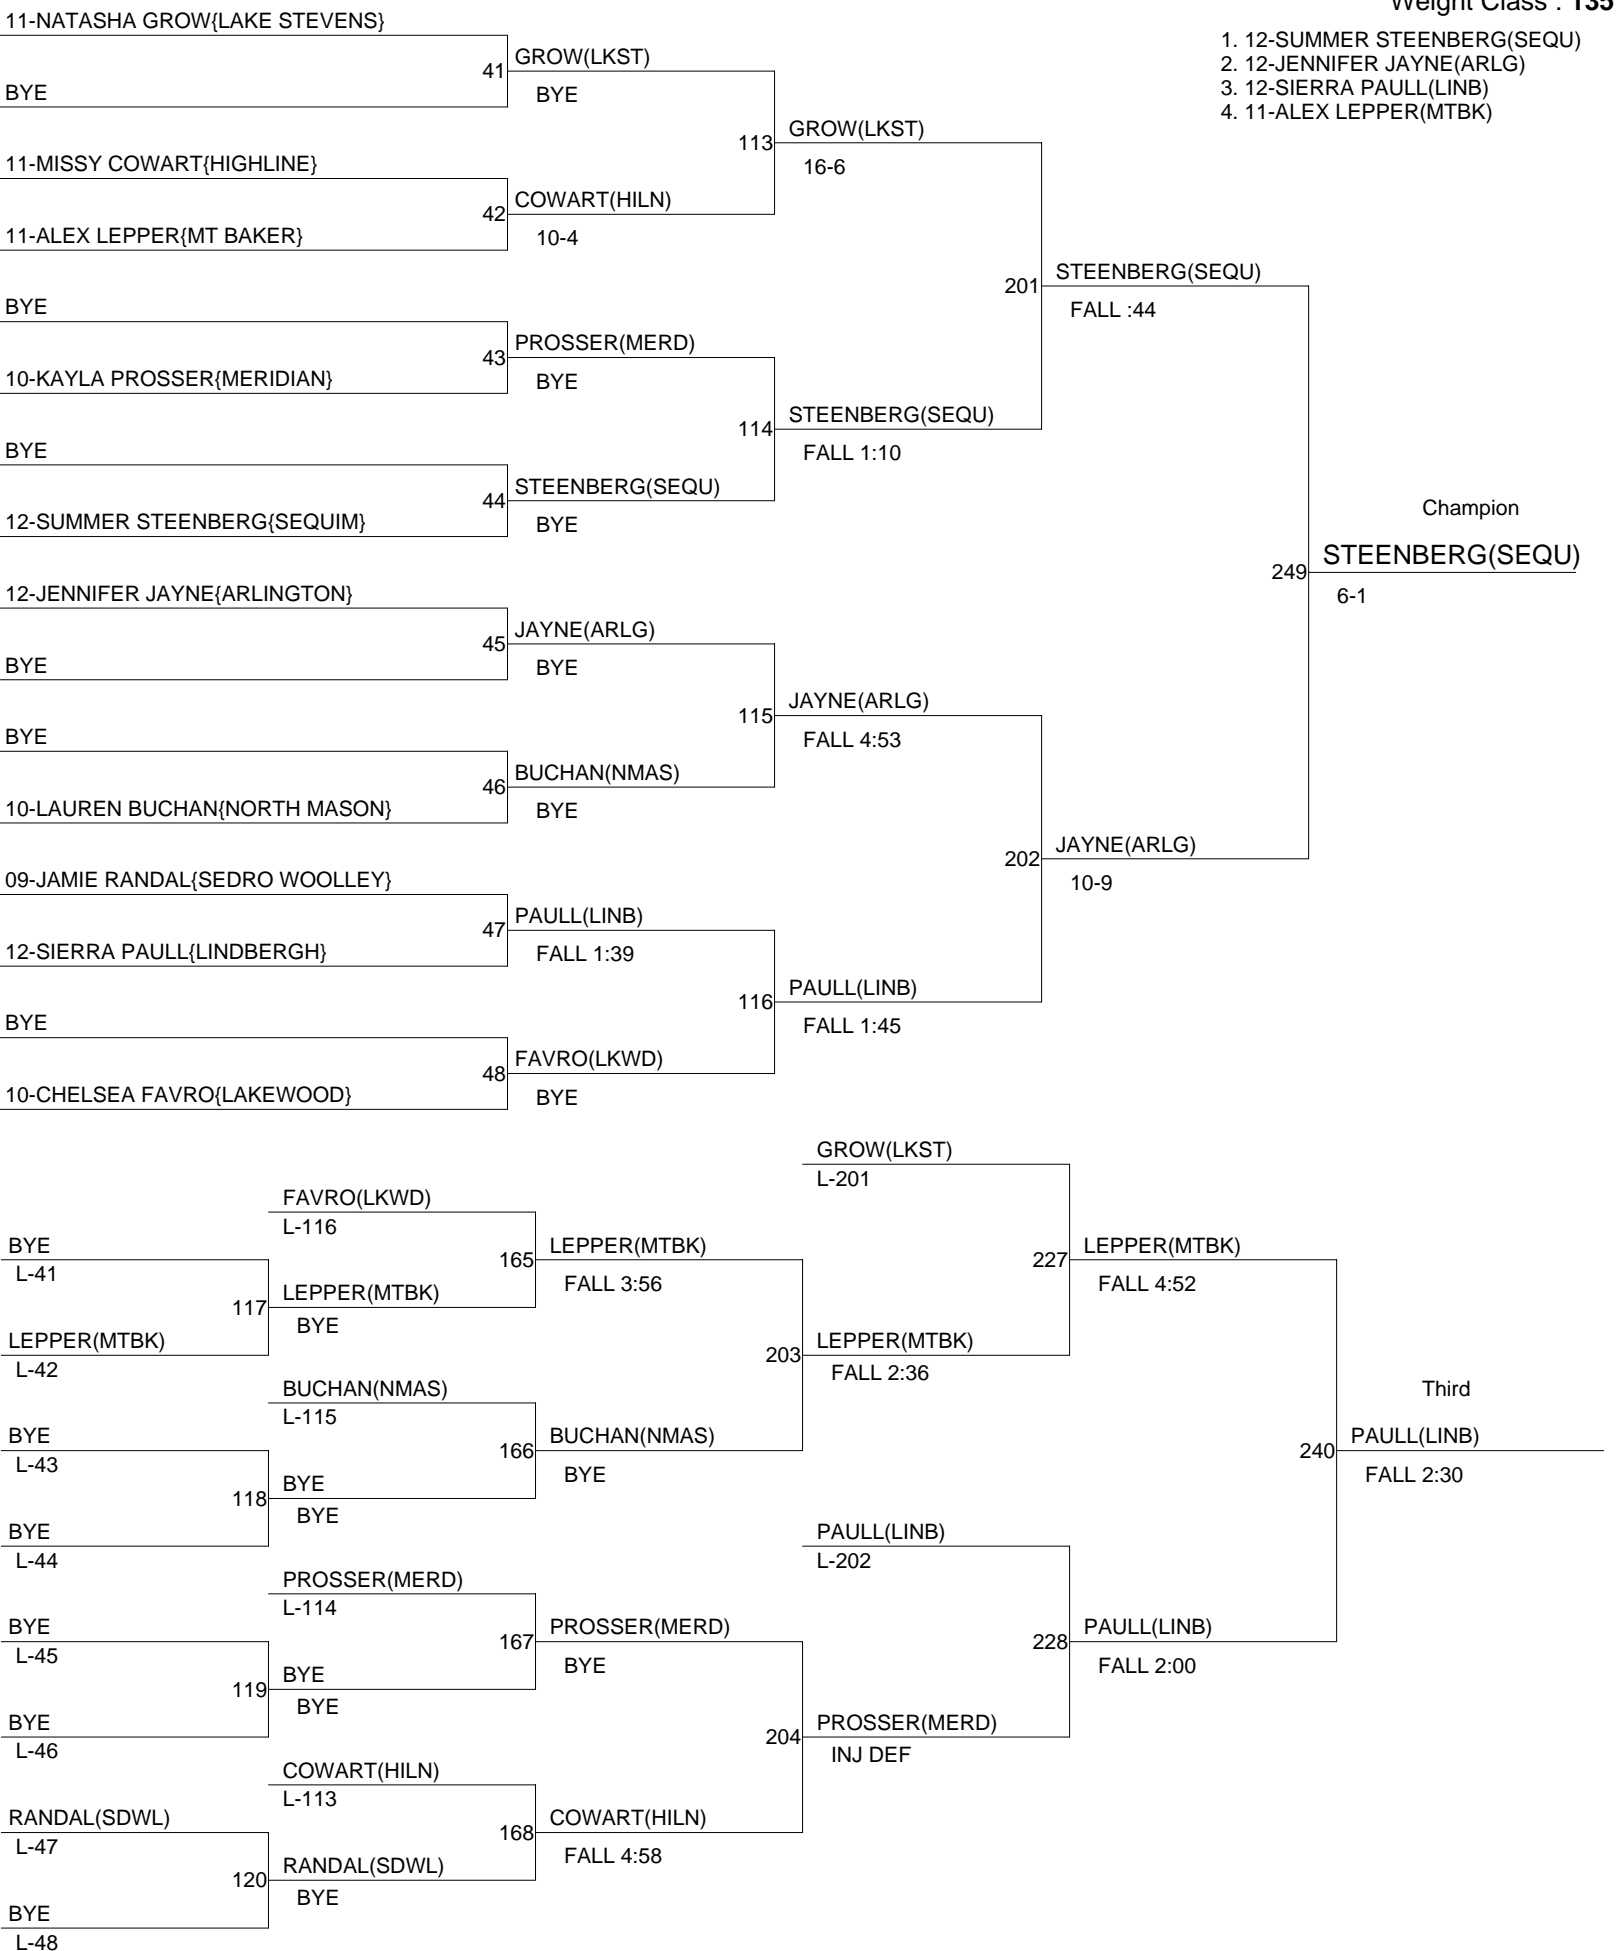 Weight Class : 135
1. 12-SUMMER STEENBERG(SEQU)
2. 12-JENNIFER JAYNE(ARLG)
3. 12-SIERRA PAULL(LINB)
4. 11-ALEX LEPPER(MTBK)
11-NATASHA GROW{LAKE STEVENS}
41
GROW(LKST)
BYE
BYE
113
GROW(LKST)
16-6
11-MISSY COWART{HIGHLINE}
42
COWART(HILN)
10-4
11-ALEX LEPPER{MT BAKER}
201
STEENBERG(SEQU)
FALL :44
BYE
43
PROSSER(MERD)
BYE
10-KAYLA PROSSER{MERIDIAN}
114
STEENBERG(SEQU)
FALL 1:10
BYE
44
STEENBERG(SEQU)
BYE
12-SUMMER STEENBERG{SEQUIM}
Champion
249
STEENBERG(SEQU)
6-1
12-JENNIFER JAYNE{ARLINGTON}
45
JAYNE(ARLG)
BYE
BYE
115
JAYNE(ARLG)
FALL 4:53
BYE
46
BUCHAN(NMAS)
BYE
10-LAUREN BUCHAN{NORTH MASON}
202
JAYNE(ARLG)
10-9
09-JAMIE RANDAL{SEDRO WOOLLEY}
47
PAULL(LINB)
FALL 1:39
12-SIERRA PAULL{LINDBERGH}
116
PAULL(LINB)
FALL 1:45
BYE
48
FAVRO(LKWD)
BYE
10-CHELSEA FAVRO{LAKEWOOD}
GROW(LKST)
L-201
FAVRO(LKWD)
L-116
BYE
L-41
165
LEPPER(MTBK)
FALL 3:56
227
LEPPER(MTBK)
FALL 4:52
117
LEPPER(MTBK)
BYE
LEPPER(MTBK)
L-42
203
LEPPER(MTBK)
FALL 2:36
BUCHAN(NMAS)
L-115
Third
BYE
L-43
166
BUCHAN(NMAS)
BYE
240
PAULL(LINB)
FALL 2:30
118
BYE
BYE
BYE
L-44
PAULL(LINB)
L-202
PROSSER(MERD)
L-114
BYE
L-45
167
PROSSER(MERD)
BYE
228
PAULL(LINB)
FALL 2:00
119
BYE
BYE
BYE
L-46
204
PROSSER(MERD)
INJ DEF
COWART(HILN)
L-113
RANDAL(SDWL)
L-47
168
COWART(HILN)
FALL 4:58
120
RANDAL(SDWL)
BYE
BYE
L-48